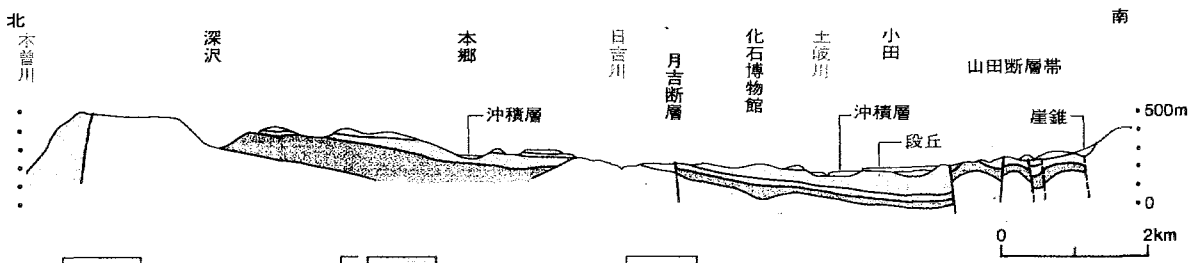 北
南
木曽川
深沢
本郷
日吉川
月吉断層
化石博物館
土岐川
小田
山田断層帯
沖積層
沖積層
段丘
崖錐
500m
0
0
2km